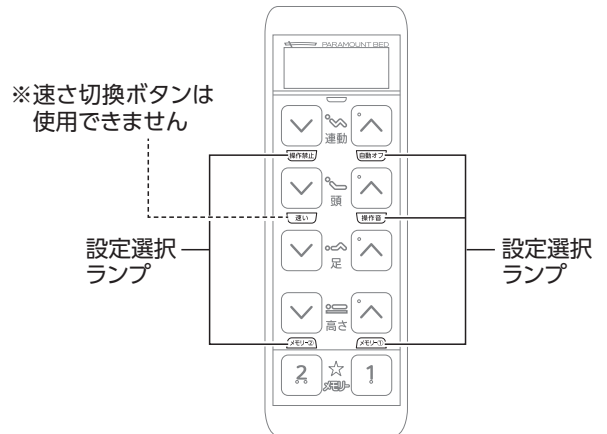 PARAMOUNT BED
※速さ切換ボタンは
使用できません
連動
操作禁止
自動オフ
頭
速い
操作音
設定選択
ランプ
足
設定選択
ランプ
高さ
メモリー②
メモリー①
2
メモリー
1